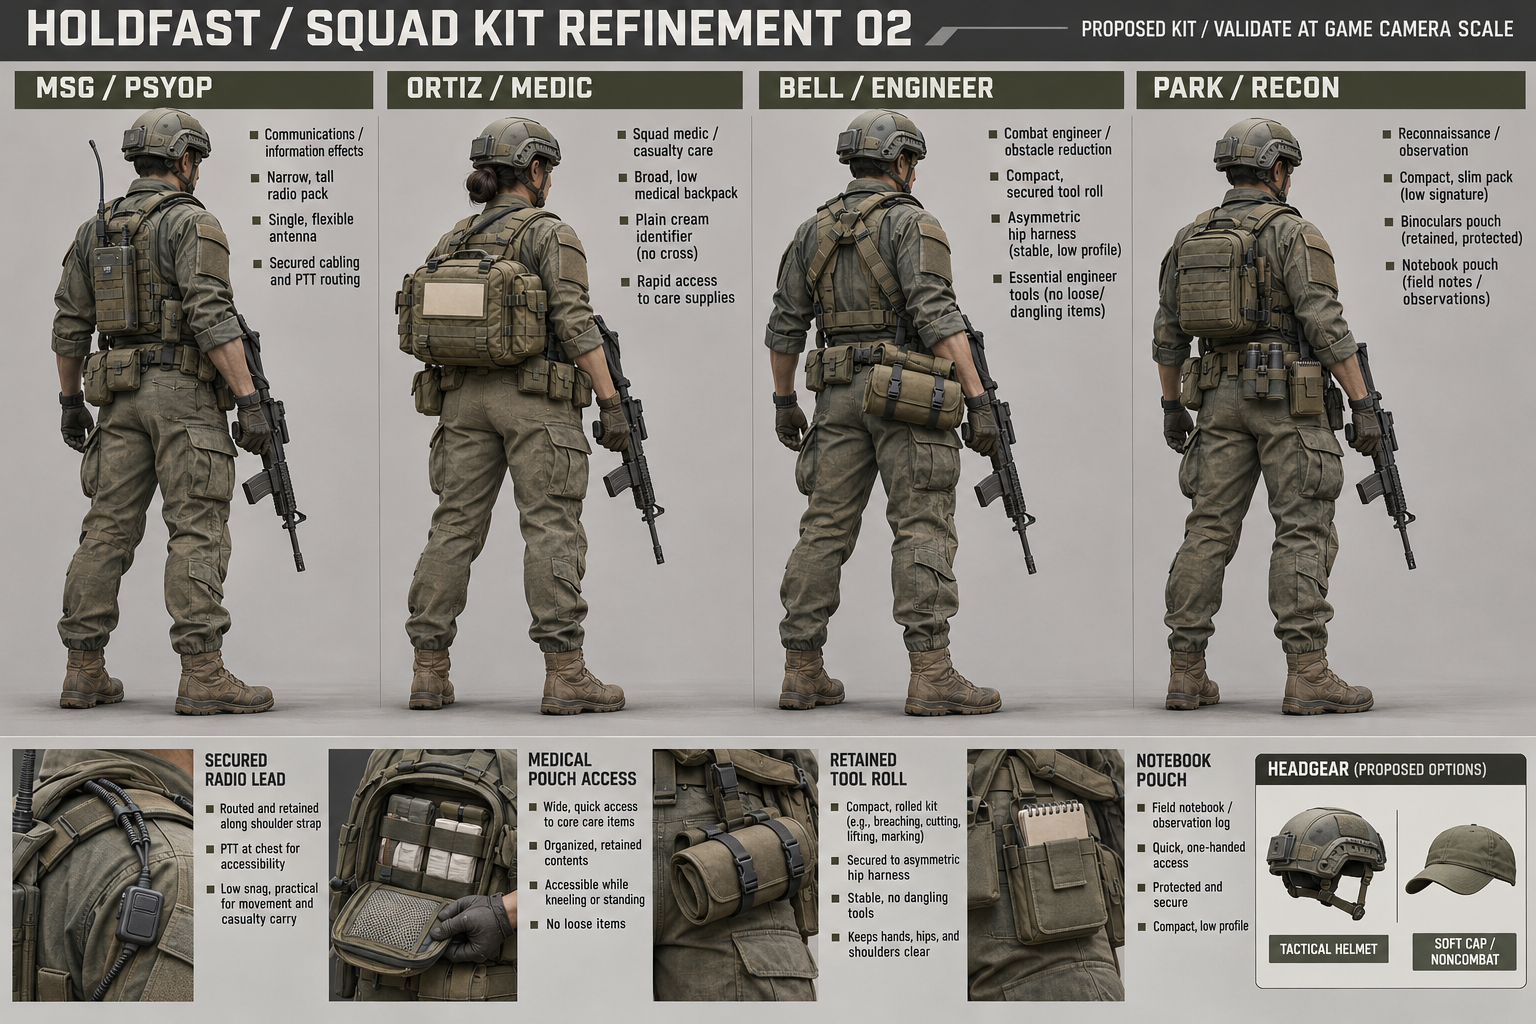 HOLDFAST / SQUAD KIT REFINEMENT 02
PROPOSED KIT / VALIDATE AT GAME CAMERA SCALE
MSG / PSYOP
Communications /
information effects
Narrow, tall
radio pack
Single, flexible
antenna
Secured cabling
and PTT routing
ORTIZ / MEDIC
Squad medic /
casualty care
Broad, low
medical backpack
Plain cream
identifier
(no cross)
Rapid access
to care supplies
BELL / ENGINEER
Combat engineer /
obstacle reduction
Compact,
secured tool roll
Asymmetric
hip harness
(stable, low profile)
Essential engineer
tools (no loose/
dangling items)
PARK / RECON
Reconnaissance /
observation
Compact, slim pack
(low signature)
Binoculars pouch
(retained, protected)
Notebook pouch
(field notes /
observations)
SECURED
RADIO LEAD
Routed and retained
along shoulder strap
PTT at chest for
accessibility
Low snag, practical
for movement and
casualty carry
MEDICAL
POUCH ACCESS
Wide, quick access
to core care items
Organized, retained
contents
Accessible while
kneeling or standing
No loose items
RETAINED
TOOL ROLL
Compact, rolled kit
(e.g., breaching, cutting,
lifting, marking)
Secured to asymmetric
hip harness
Stable, no dangling
tools
Keeps hands, hips, and
shoulders clear
NOTEBOOK
POUCH
Field notebook /
observation log
Quick, one-handed
access
Protected and
secure
Compact, low profile
HEADGEAR (PROPOSED OPTIONS)
TACTICAL HELMET
SOFT CAP /
NONCOMBAT